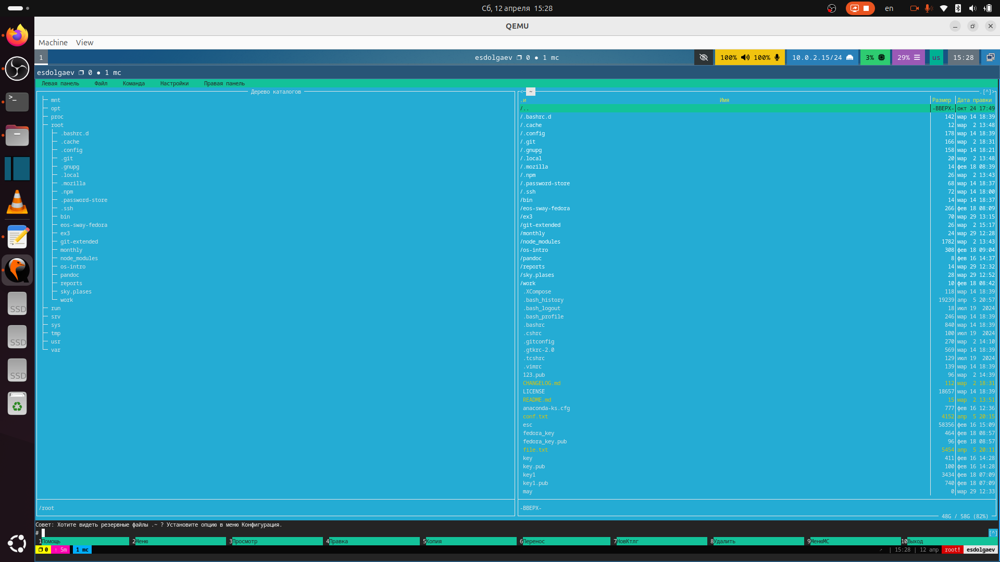 Сб, 12 апреля 15:28
en
QEMU
Machine View
1 esdolgaev 0 ● 1 mc 100% 100% 10.0.2.15/24 3% 29% us 15:28
esdolgaev 0 ● 1 mc
Левая панель Файл Команда Настройки Правая панель
Дерево каталогов
mnt
opt
proc
root
.bashrc.d
.cache
.config
.git
.gnupg
.local
.mozilla
.npm
.password-store
.ssh
bin
eos-sway-fedora
ex3
git-extended
monthly
node_modules
os-intro
pandoc
reports
sky.plases
work
run
srv
sys
tmp
usr
var
/root
<─ ~ .[^]>
.и Имя Размер Дата правки
/.. -ВВЕРХ- окт 24 17:49
/.bashrc.d 142 мар 14 18:39
/.cache 12 мар 2 13:48
/.config 178 мар 14 18:39
/.git 166 мар 2 18:31
/.gnupg 158 мар 14 18:21
/.local 20 мар 2 13:48
/.mozilla 14 фев 18 08:39
/.npm 26 мар 2 13:43
/.password-store 68 мар 14 18:37
/.ssh 72 мар 14 18:00
/bin 14 мар 14 18:37
/eos-sway-fedora 266 фев 18 08:09
/ex3 70 мар 29 13:15
/git-extended 26 мар 2 15:17
/monthly 24 мар 29 12:28
/node_modules 1782 мар 2 13:43
/os-intro 308 фев 18 09:04
/pandoc 8 фев 16 14:37
/reports 14 мар 29 12:32
/sky.plases 28 мар 29 12:52
/work 10 фев 18 08:42
.XCompose 118 мар 14 18:39
.bash_history 19239 апр 5 20:57
.bash_logout 18 июл 19 2024
.bash_profile 246 мар 14 18:39
.bashrc 840 мар 14 18:39
.cshrc 100 июл 19 2024
.gitconfig 270 мар 2 14:10
.gtkrc-2.0 569 мар 14 18:39
.tcshrc 129 июл 19 2024
.vimrc 139 мар 14 18:39
123.pub 96 мар 2 14:39
CHANGELOG.md 112 мар 2 18:31
LICENSE 18657 мар 14 18:39
README.md 15 мар 2 13:51
anaconda-ks.cfg 777 фев 16 12:36
conf.txt 4152 апр 5 20:15
esc 58356 фев 16 15:09
fedora_key 464 фев 18 08:57
fedora_key.pub 96 фев 18 08:57
file.txt 5454 апр 5 20:11
key 411 фев 16 14:28
key.pub 100 фев 16 14:28
key1 3434 фев 18 07:09
key1.pub 740 фев 18 07:09
may 0 мар 29 12:33
-ВВЕРХ-
48G / 58G (82%)
Совет: Хотите видеть резервные файлы .~ ? Установите опцию в меню Конфигурация.
# [^]
1Помощь 2Меню 3Просмотр 4Правка 5Копия 6Перенос 7НовКтлг 8Удалить 9МенюMC 10Выход
0 ↑ 5m 1 mc ↗ | 15:28 | 12 апр root! esdolgaev
SSD
SSD
SSD